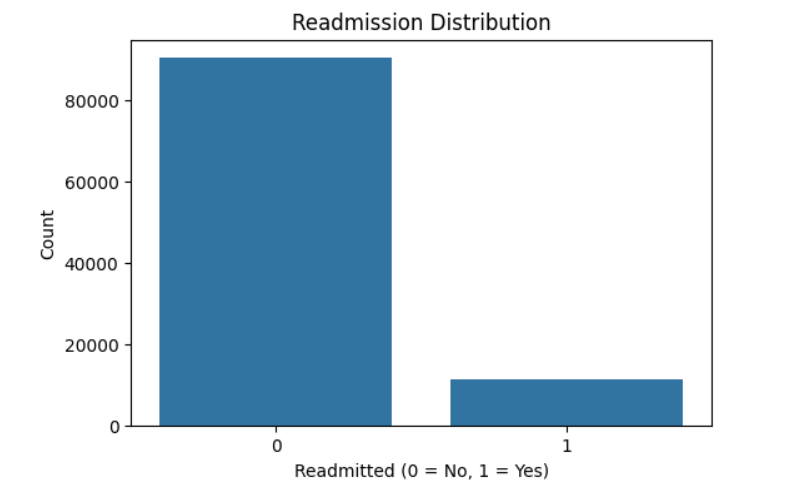 Readmission Distribution
80000
60000
40000
20000
0
Count
0 1
Readmitted (0 = No, 1 = Yes)